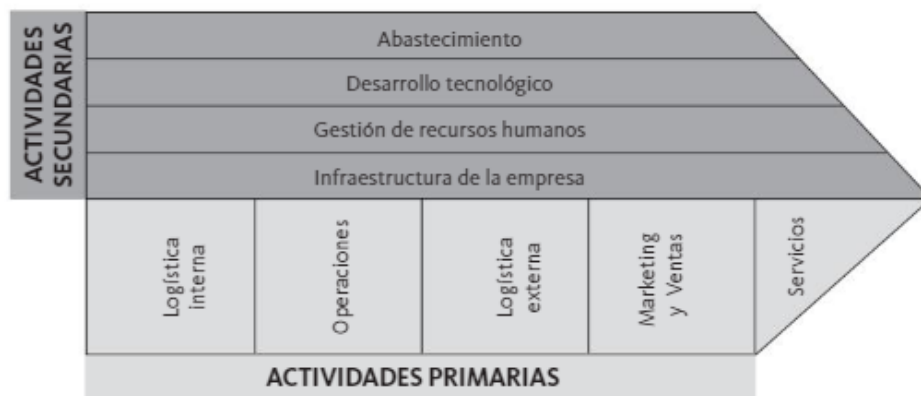 ACTIVIDADES
SECUNDARIAS
Abastecimiento
Desarrollo tecnológico
Gestión de recursos humanos
Infraestructura de la empresa
Logística
interna
Operaciones
Logística
externa
Marketing
y Ventas
Servicios
ACTIVIDADES PRIMARIAS